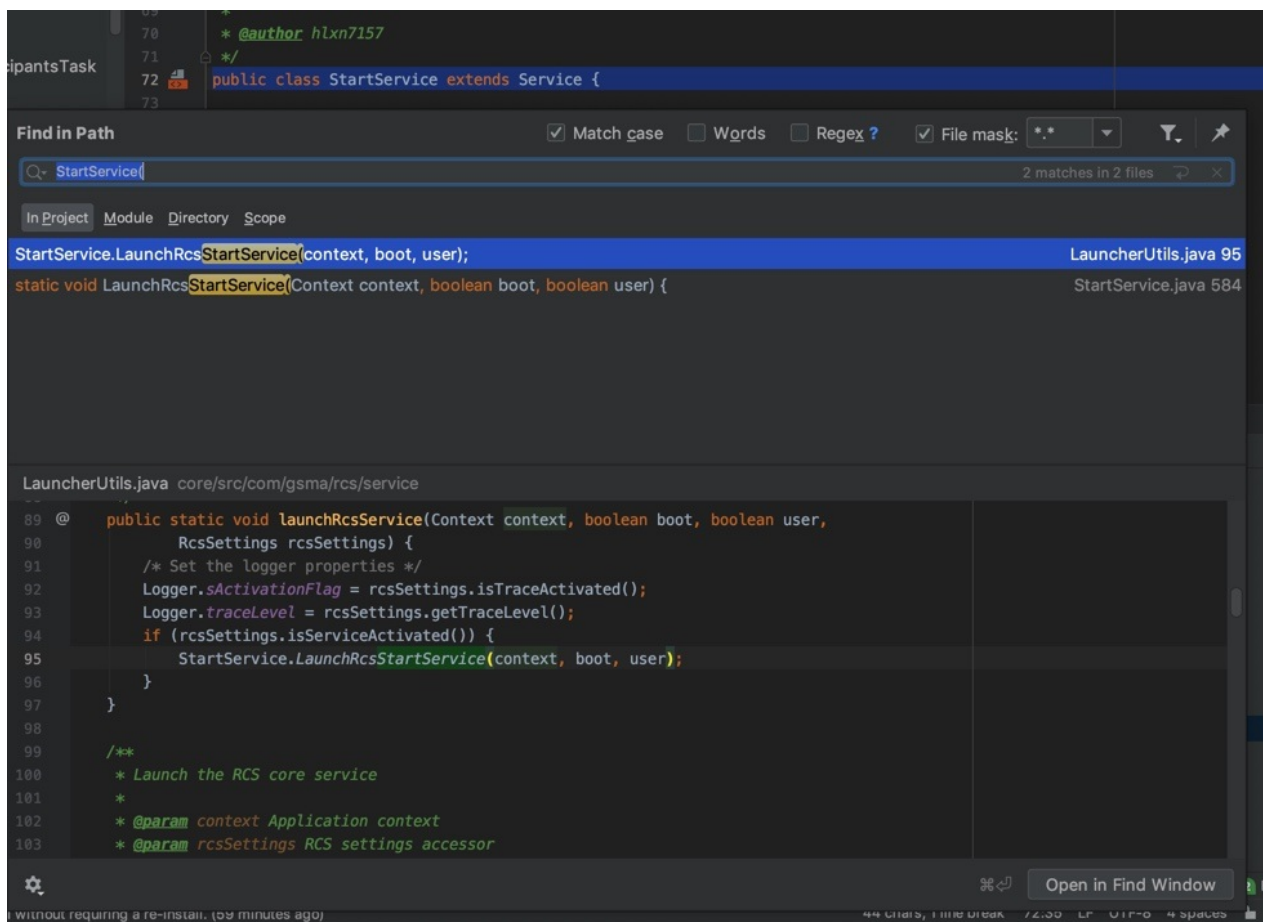 69 *
70 * @author hlxn7157
71 */
cipantsTask
72 public class StartService extends Service {
73
Find in Path Match case Words Regex ? File mask: *.*
StartService( 2 matches in 2 files
In Project Module Directory Scope
StartService.LaunchRcsStartService(context, boot, user); LauncherUtils.java 95
static void LaunchRcsStartService(Context context, boolean boot, boolean user) { StartService.java 584
LauncherUtils.java core/src/com/gsma/rcs/service
89 @ public static void launchRcsService(Context context, boolean boot, boolean user,
90 RcsSettings rcsSettings) {
91 /* Set the logger properties */
92 Logger.sActivationFlag = rcsSettings.isTraceActivated();
93 Logger.traceLevel = rcsSettings.getTraceLevel();
94 if (rcsSettings.isServiceActivated()) {
95 StartService.LaunchRcsStartService(context, boot, user);
96 }
97 }
98
99 /**
100 * Launch the RCS core service
101 *
102 * @param context Application context
103 * @param rcsSettings RCS settings accessor
⌘⏎ Open in Find Window
without requiring a re-install. (59 minutes ago) 44 chars, 1 line break 72:35 LF UTF-8 4 spaces